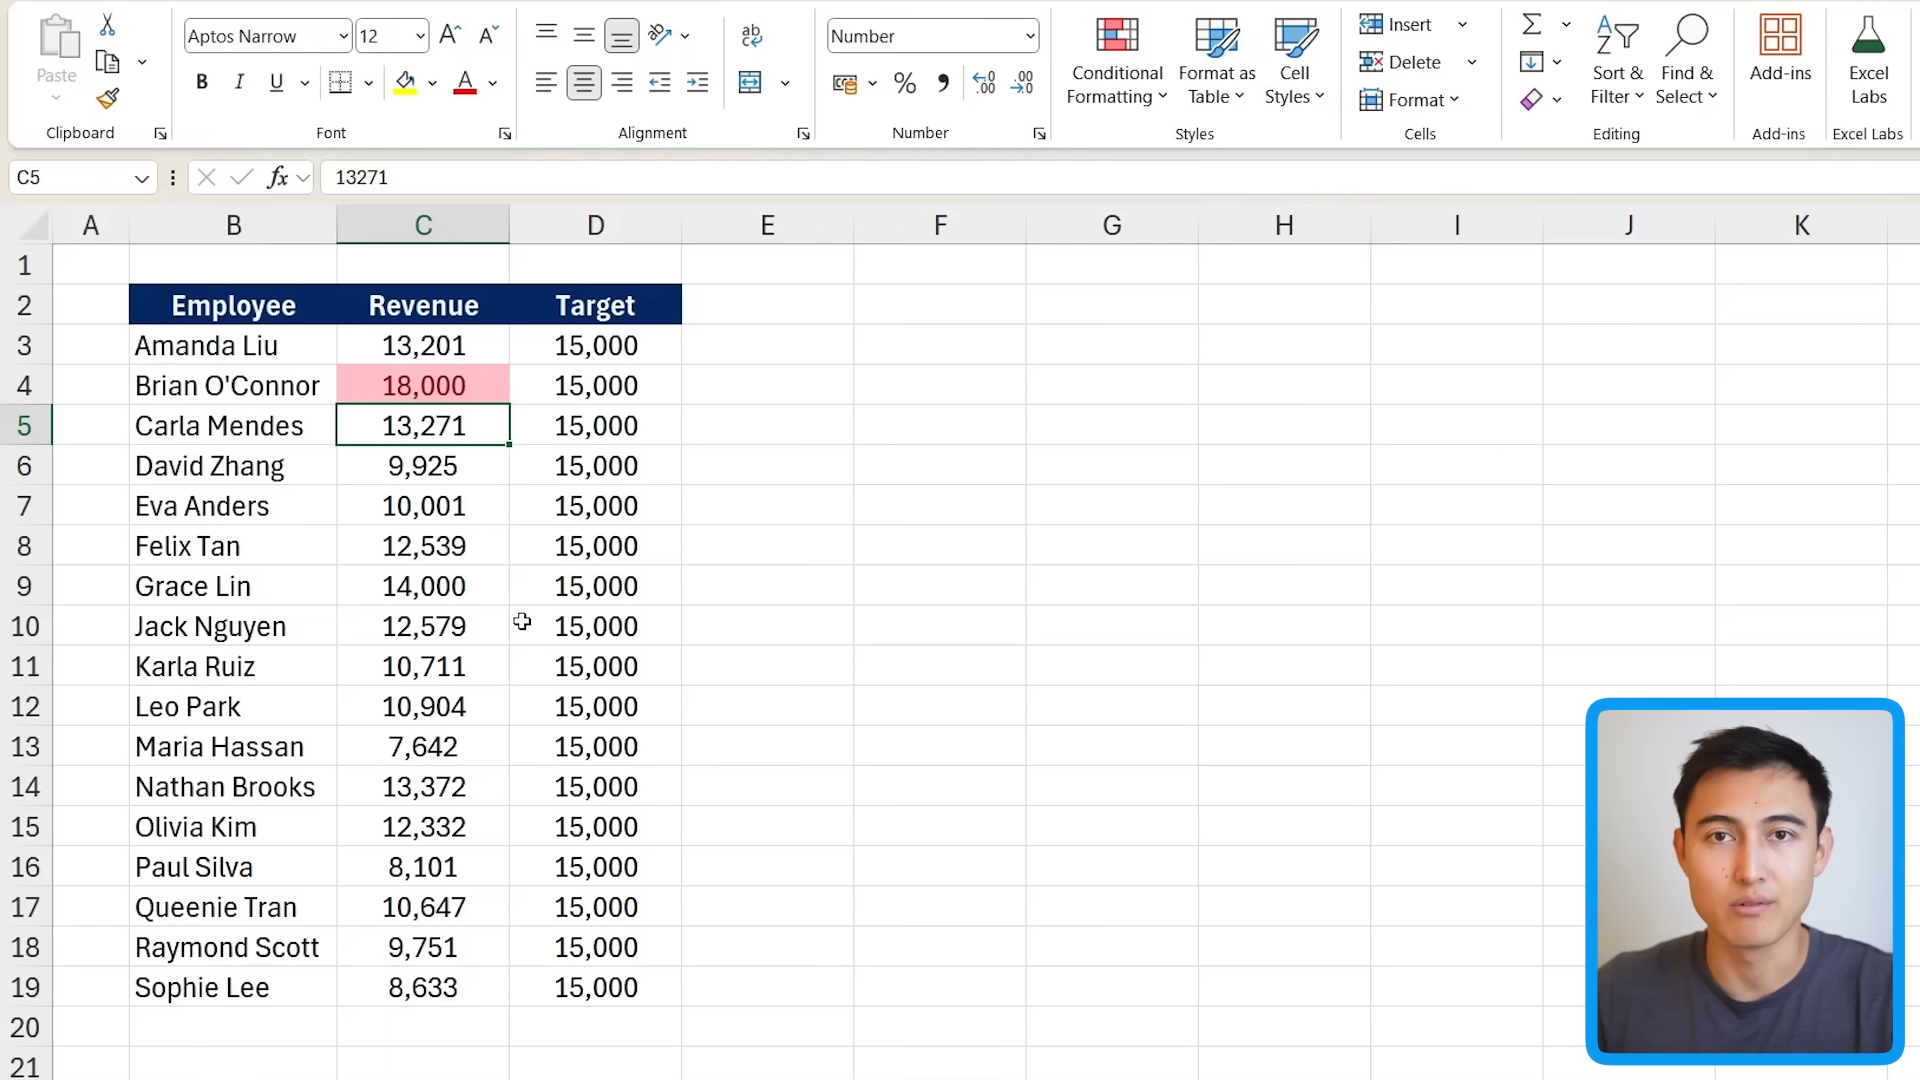 Paste
Clipboard
Aptos Narrow 12
B I U A
Font
ab
Alignment
Number
% 9 .00 .00
Number
Conditional Formatting
Format as Table
Cell Styles
Styles
Insert
Delete
Format
Cells
Sort & Filter
Find & Select
Editing
Add-ins
Add-ins
Excel Labs
Excel Labs
C5 fx 13271
A B C D E F G H I J K
1
2 Employee Revenue Target
3 Amanda Liu 13,201 15,000
4 Brian O'Connor 18,000 15,000
5 Carla Mendes 13,271 15,000
6 David Zhang 9,925 15,000
7 Eva Anders 10,001 15,000
8 Felix Tan 12,539 15,000
9 Grace Lin 14,000 15,000
10 Jack Nguyen 12,579 15,000
11 Karla Ruiz 10,711 15,000
12 Leo Park 10,904 15,000
13 Maria Hassan 7,642 15,000
14 Nathan Brooks 13,372 15,000
15 Olivia Kim 12,332 15,000
16 Paul Silva 8,101 15,000
17 Queenie Tran 10,647 15,000
18 Raymond Scott 9,751 15,000
19 Sophie Lee 8,633 15,000
20
21